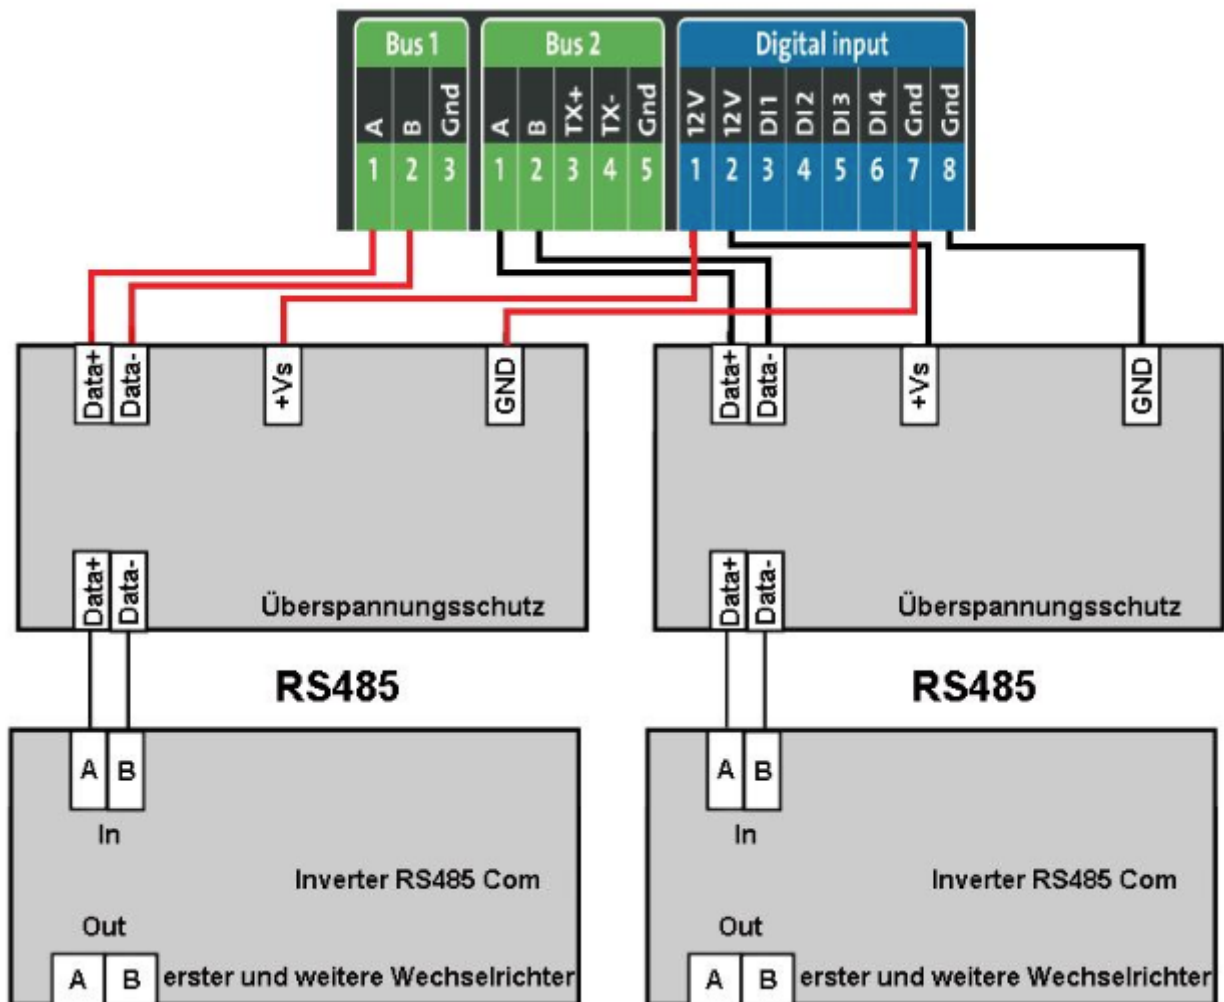 Bus 1 Bus 2 Digital input
A B Gnd A B TX+ TX- Gnd 12V 12V DI1 DI2 DI3 DI4 Gnd Gnd
1 2 3 1 2 3 4 5 1 2 3 4 5 6 7 8
Data+ Data- +Vs GND Data+ Data- +Vs GND
Data+ Data- Data+ Data-
Überspannungsschutz Überspannungsschutz
RS485 RS485
A B A B
In In
Inverter RS485 Com Inverter RS485 Com
Out Out
A B erster und weitere Wechselrichter A B erster und weitere Wechselrichter